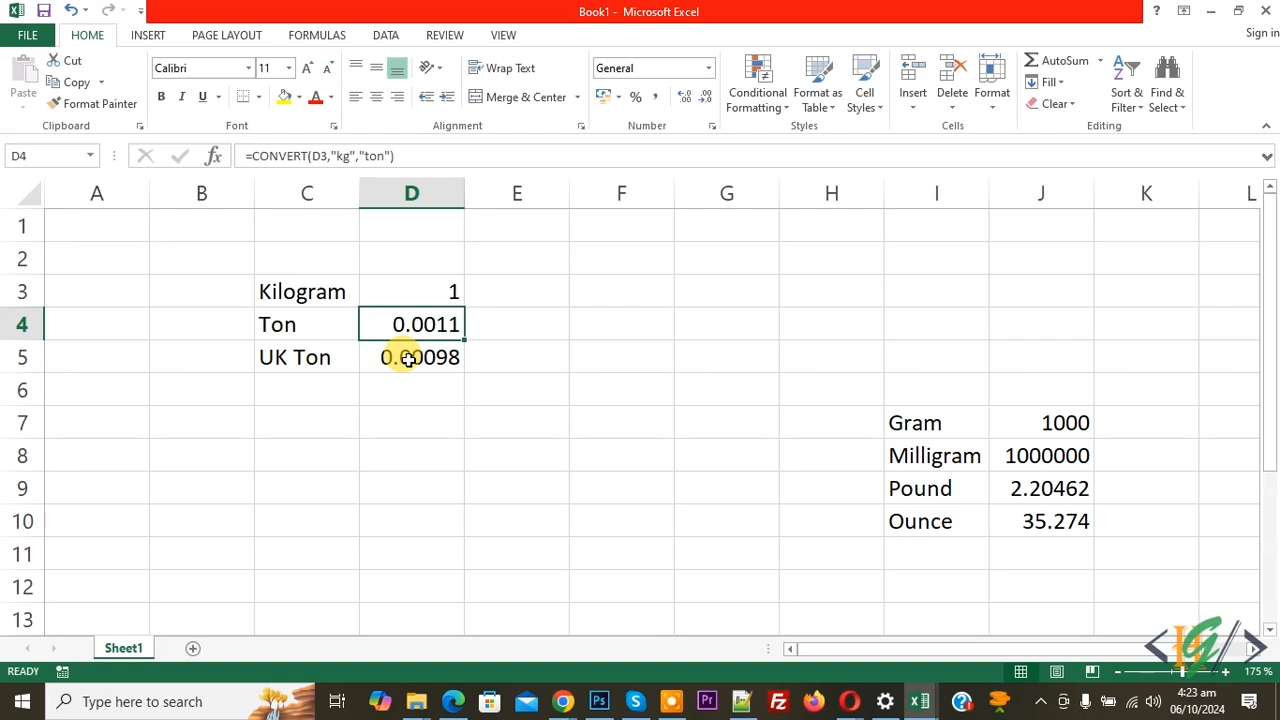 Book1 - Microsoft Excel
Sign in
FILE HOME INSERT PAGE LAYOUT FORMULAS DATA REVIEW VIEW
Paste
Cut
Copy
Format Painter
Clipboard
Calibri 11
B I U
Font
Wrap Text
Merge & Center
Alignment
General
%
Number
Conditional Formatting
Format as Table
Cell Styles
Styles
Insert Delete Format
Cells
AutoSum
Fill
Clear
Sort & Filter
Find & Select
Editing
D4 fx =CONVERT(D3,"kg","ton")
A B C D E F G H I J K L
1
2
3 Kilogram 1
4 Ton 0.0011
5 UK Ton 0.00098
6
7 Gram 1000
8 Milligram 1000000
9 Pound 2.20462
10 Ounce 35.274
11
12
13
Sheet1
READY 175 %
Type here to search
4:23 am
06/10/2024